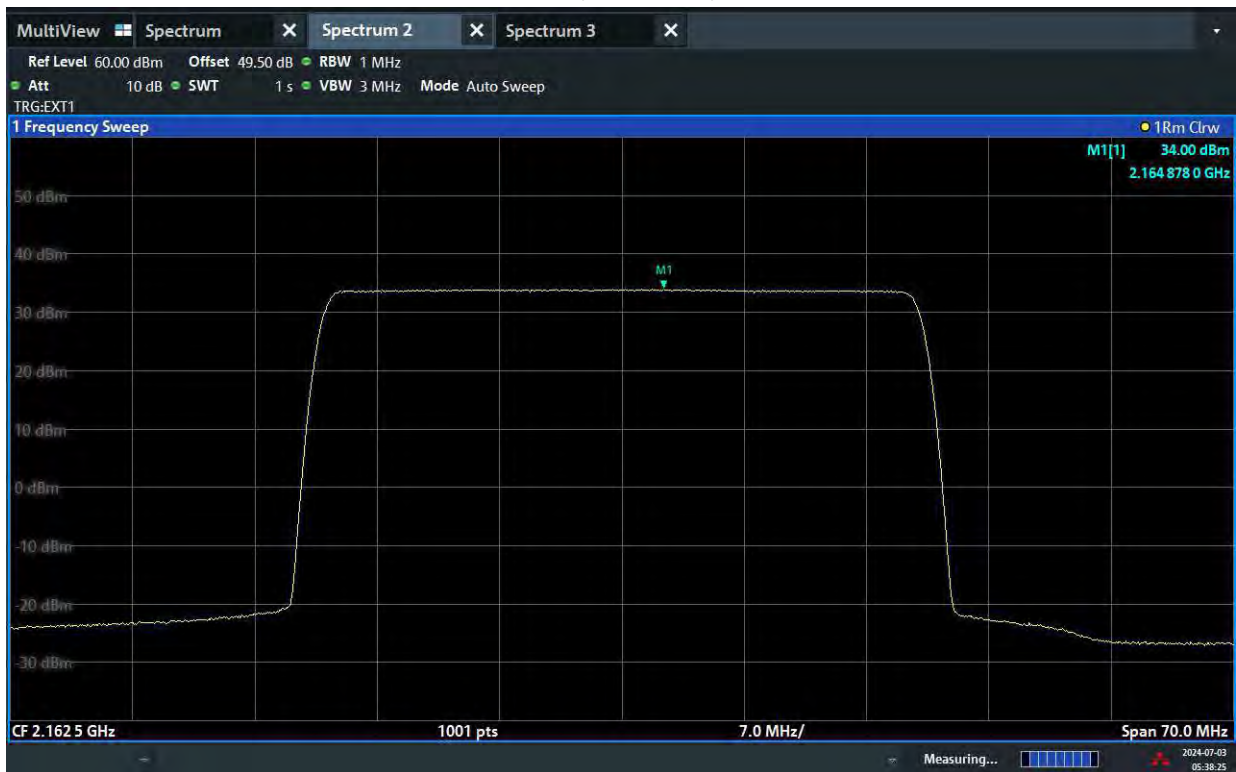 MultiView Spectrum X Spectrum 2 X Spectrum 3 X
Ref Level 60.00 dBm Offset 49.50 dB RBW 1 MHz
Att 10 dB SWT 1 s VBW 3 MHz Mode Auto Sweep
TRG:EXT1
1 Frequency Sweep 1Rm Clrw
M1[1] 34.00 dBm
2.164 878 0 GHz
50 dBm
40 dBm
M1
30 dBm
20 dBm
10 dBm
0 dBm
-10 dBm
-20 dBm
-30 dBm
CF 2.162 5 GHz 1001 pts 7.0 MHz/ Span 70.0 MHz
Measuring... 2024-07-03
05:38:25